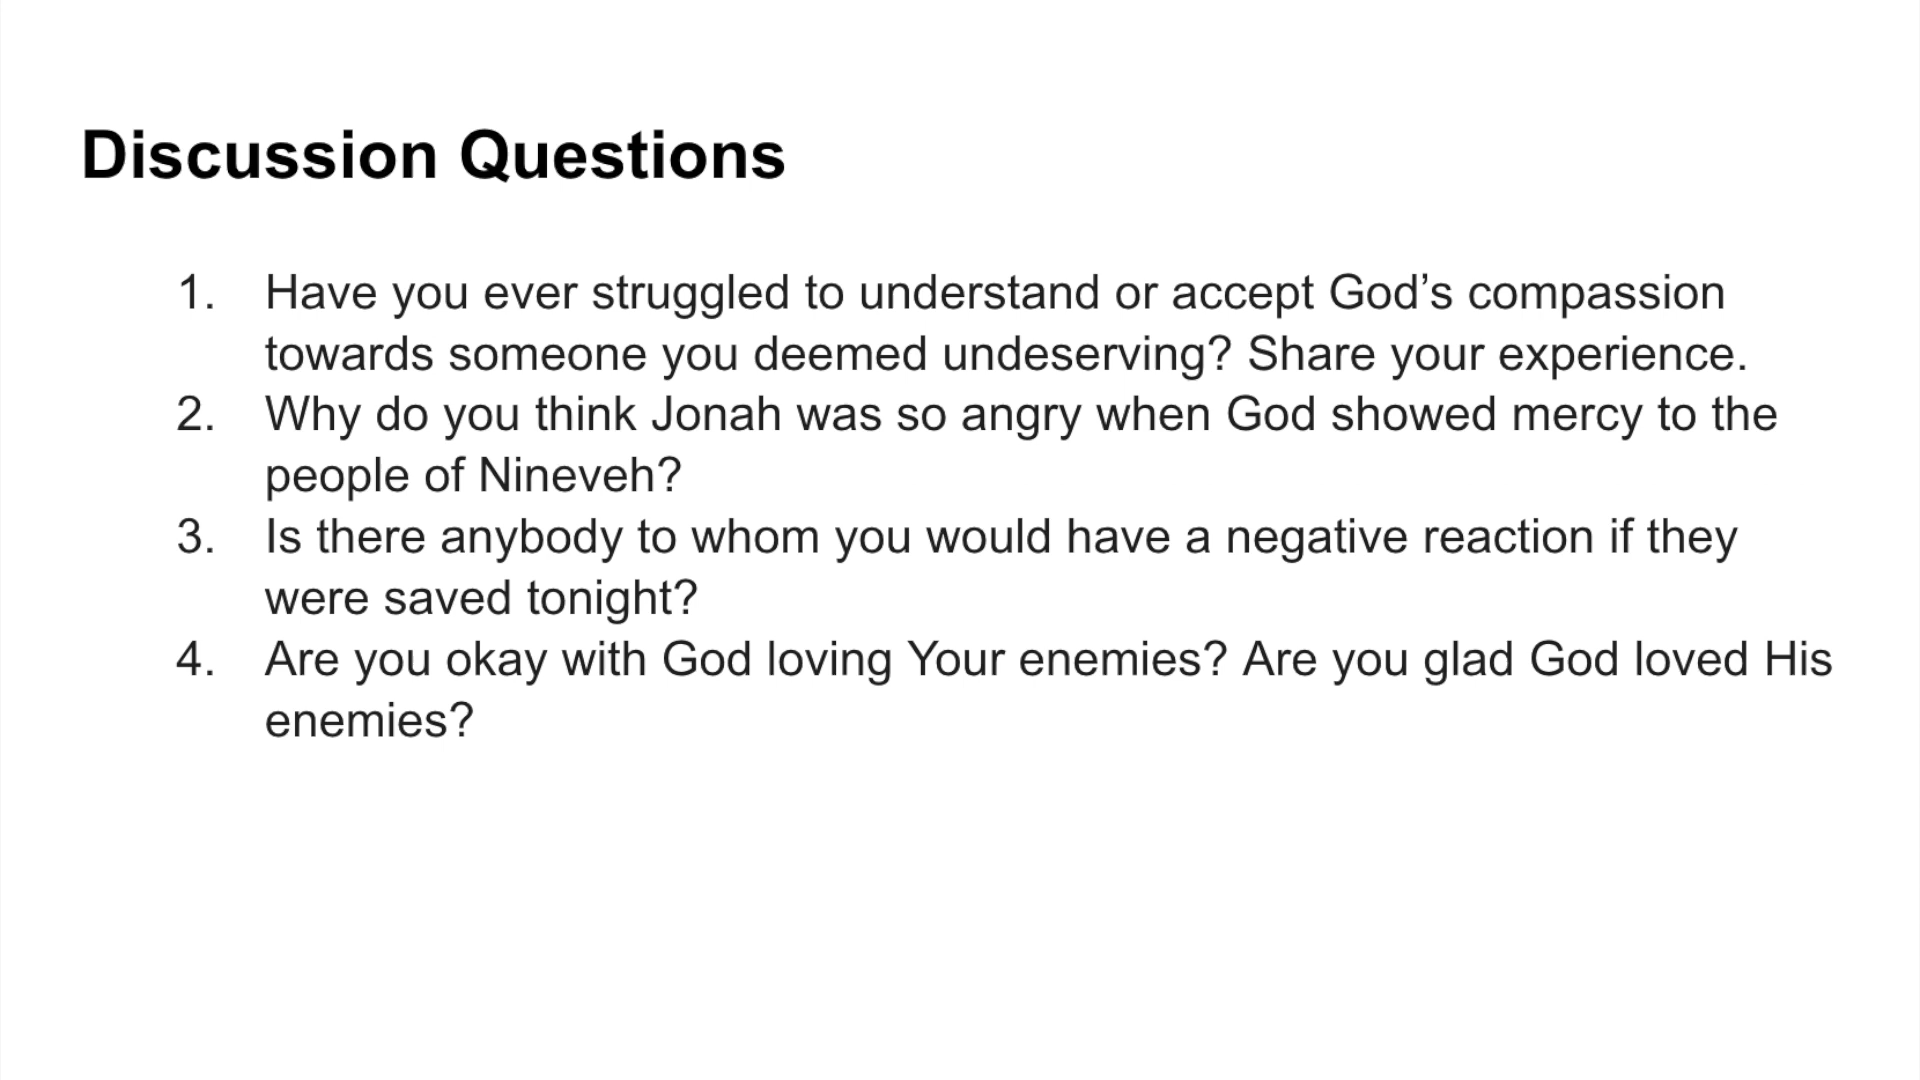 Discussion Questions
1. Have you ever struggled to understand or accept God’s compassion
towards someone you deemed undeserving? Share your experience.
2. Why do you think Jonah was so angry when God showed mercy to the
people of Nineveh?
3. Is there anybody to whom you would have a negative reaction if they
were saved tonight?
4. Are you okay with God loving Your enemies? Are you glad God loved His
enemies?